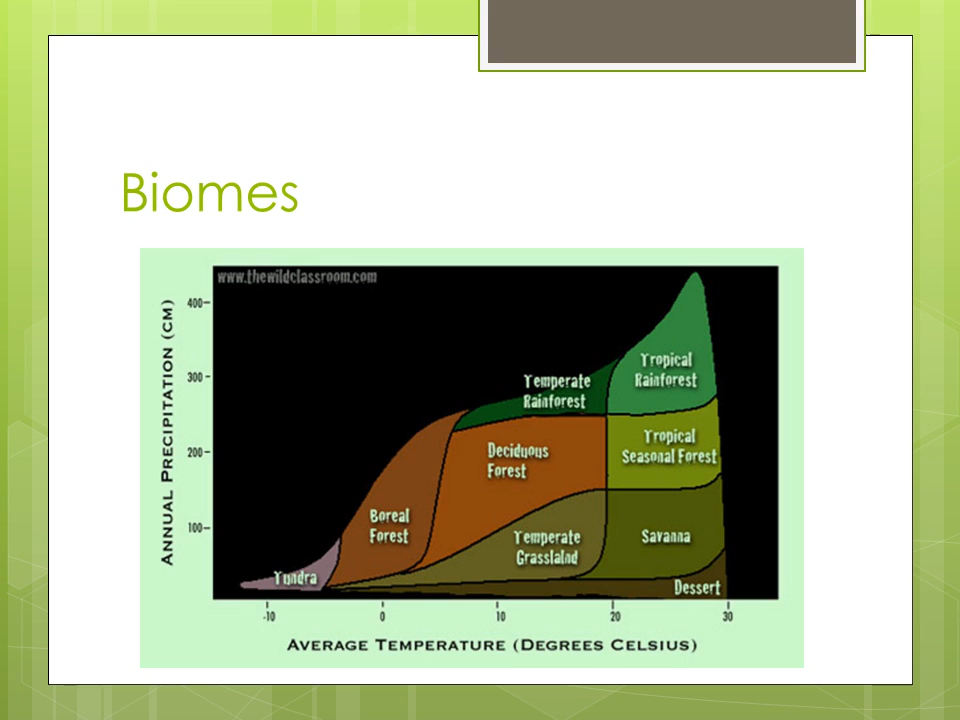 Biomes
www.thewildclassroom.com
ANNUAL PRECIPITATION (CM)
400
300
200
100
Tropical
Rainforest
Temperate
Rainforest
Tropical
Seasonal Forest
Deciduous
Forest
Boreal
Forest
Temperate
Grasslalnd
Savanna
Tundra
Dessert
-10
0
10
20
30
AVERAGE TEMPERATURE (DEGREES CELSIUS)